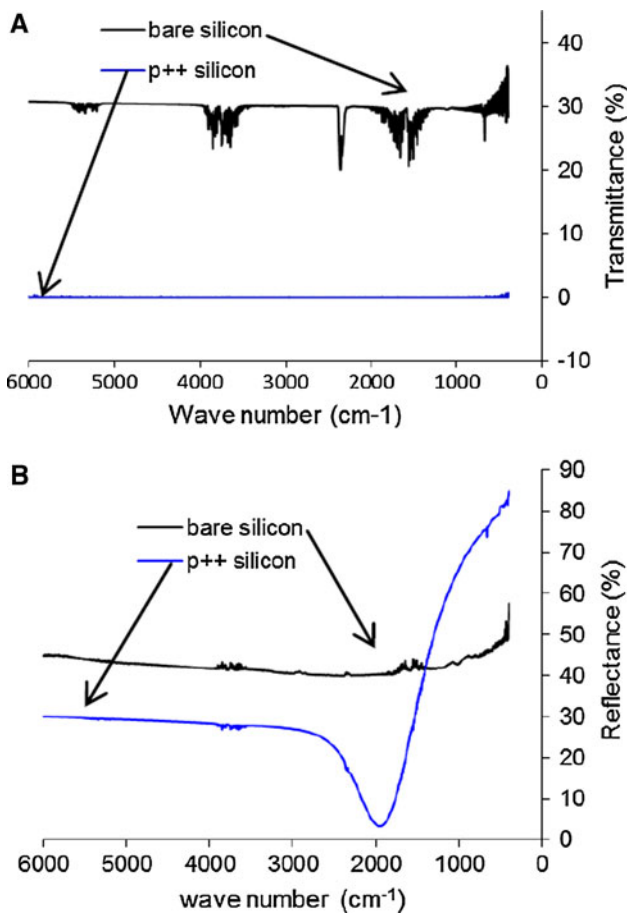 A
bare silicon
p++ silicon
40
30
20
10
0
-10
Transmittance (%)
6000 5000 4000 3000 2000 1000 0
Wave number (cm-1)
B
bare silicon
p++ silicon
90
80
70
60
50
40
30
20
10
0
Reflectance (%)
6000 5000 4000 3000 2000 1000 0
wave number (cm⁻¹)